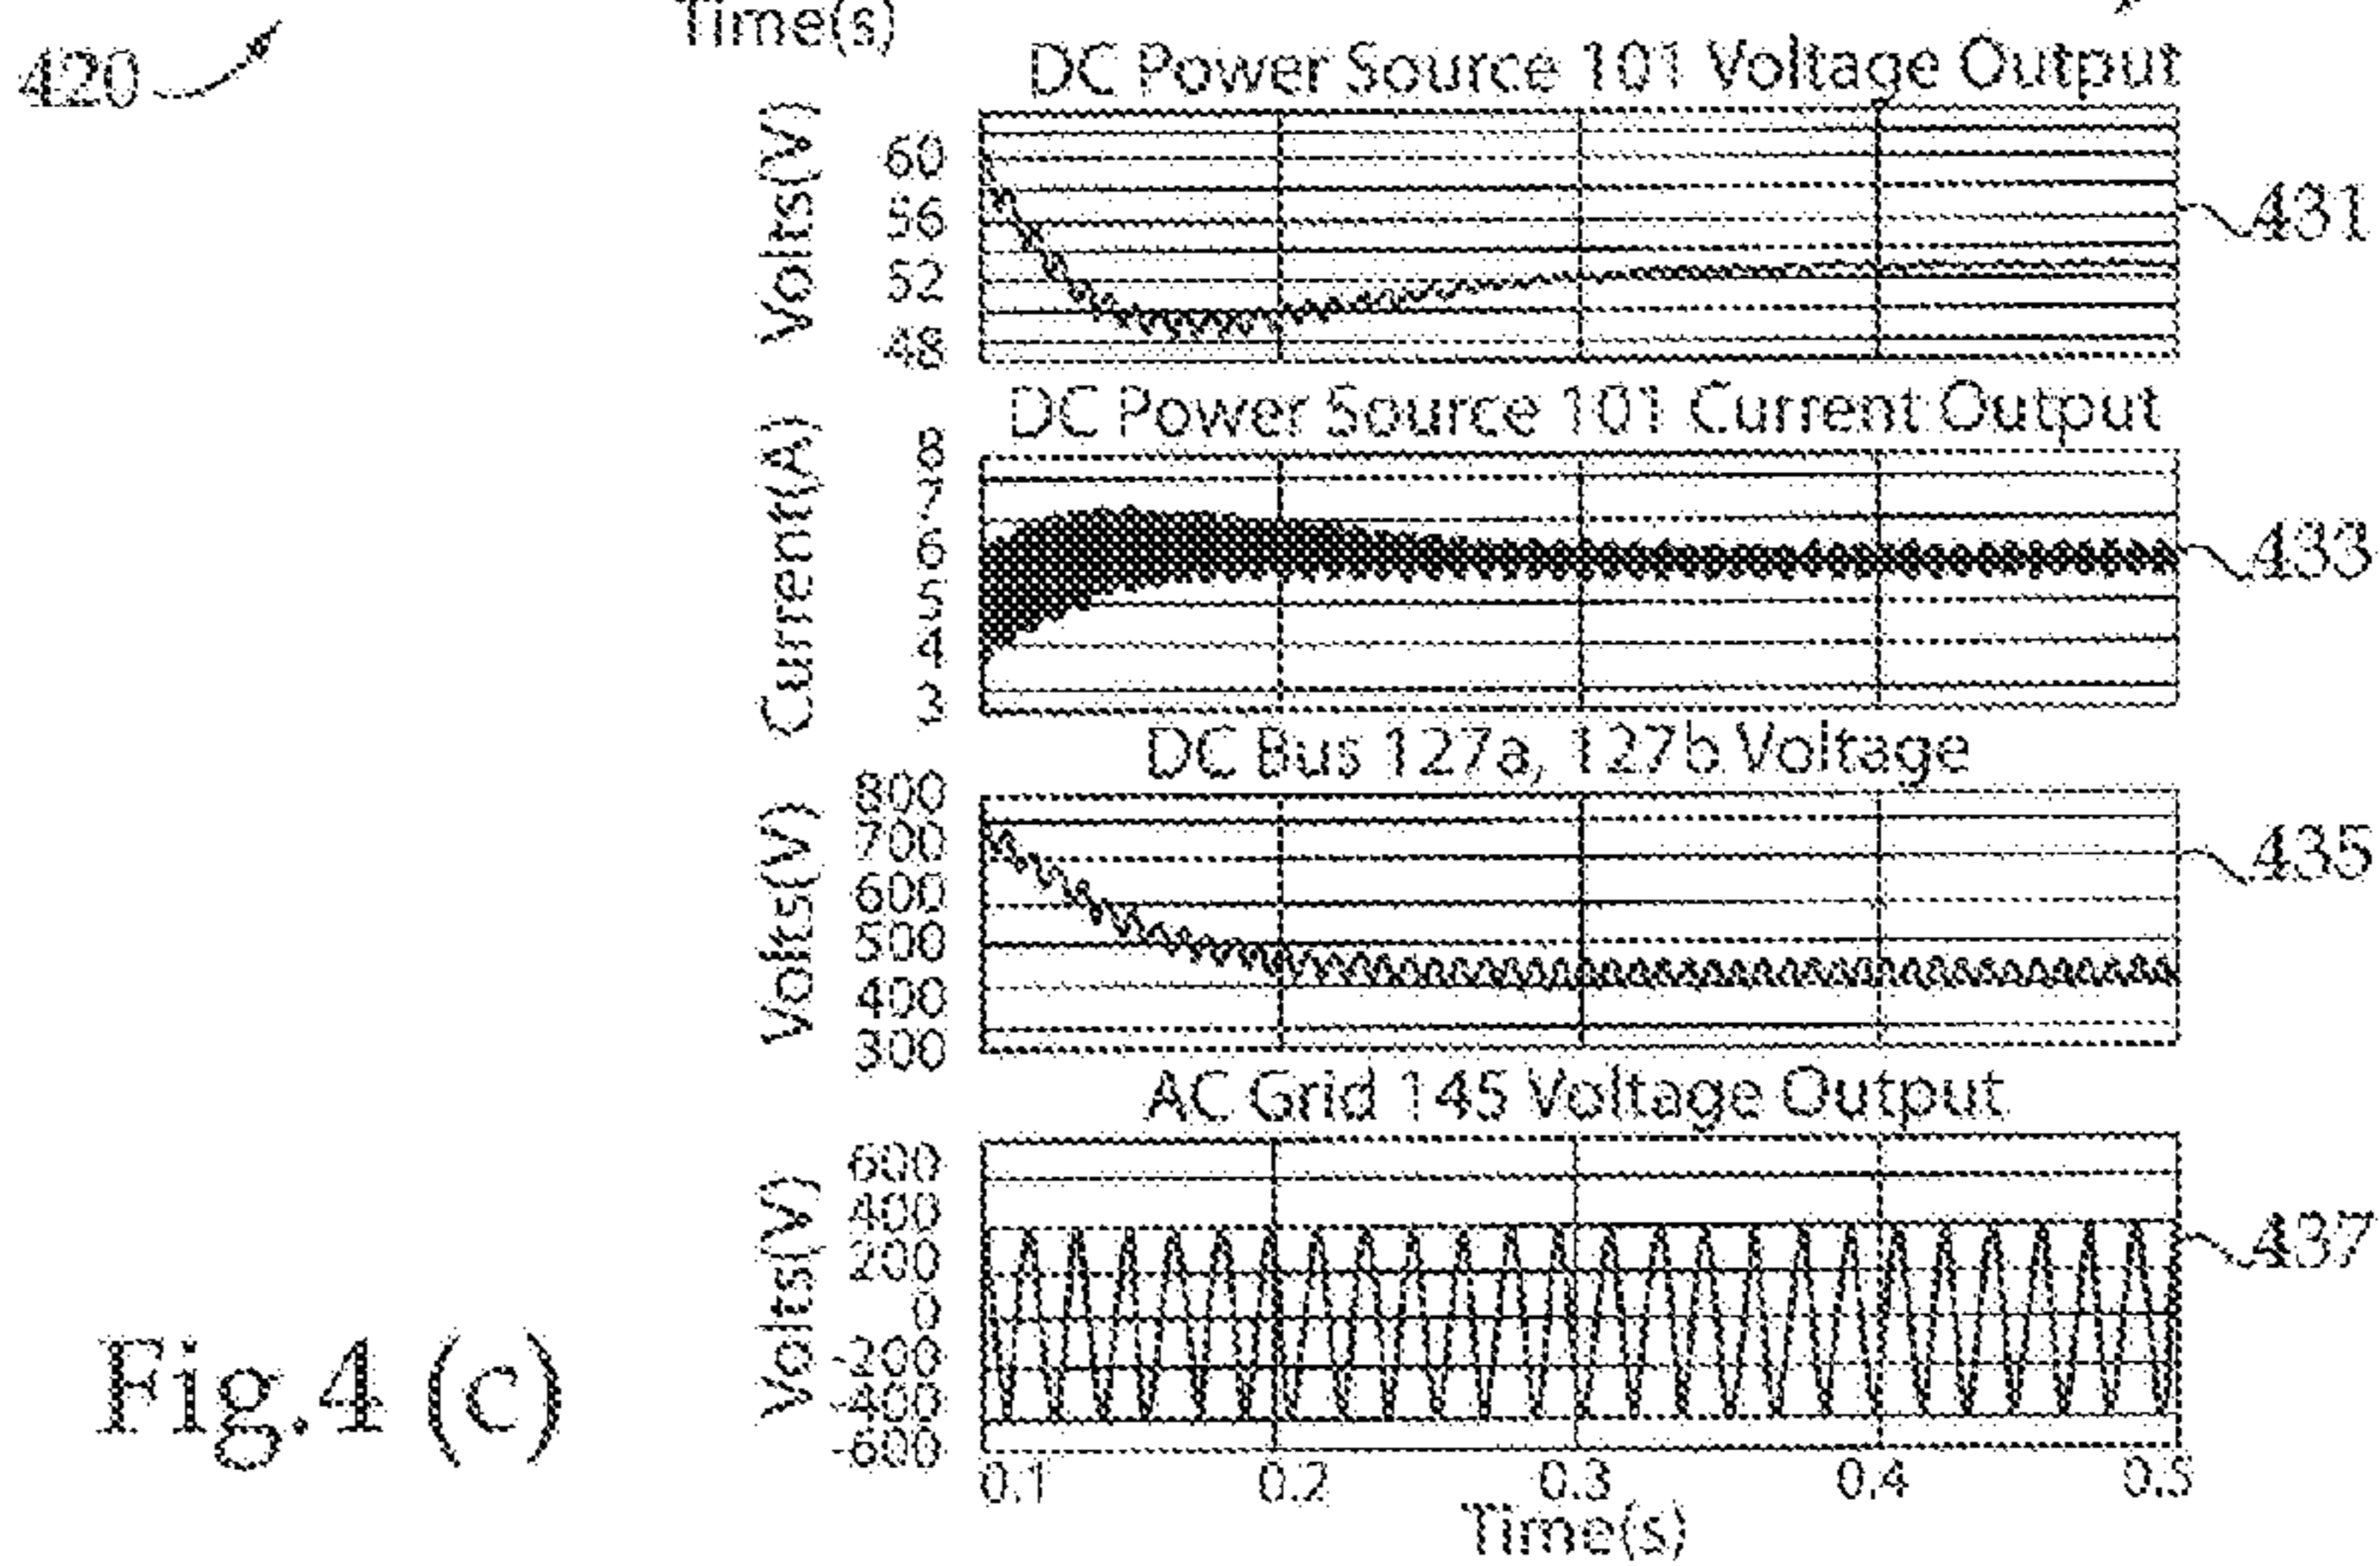 Time(s)
420
DC Power Source 101 Voltage Output
Volts(V)
60
56
52
48
431
DC Power Source 101 Current Output
Current(A)
8
7
6
5
4
3
433
DC Bus 127a, 127b Voltage
Volts(V)
800
700
600
500
400
300
435
AC Grid 145 Voltage Output
Volts(V)
600
400
200
0
-200
-400
-600
437
0.1 0.2 0.3 0.4 0.5
Time(s)
Fig.4 (c)